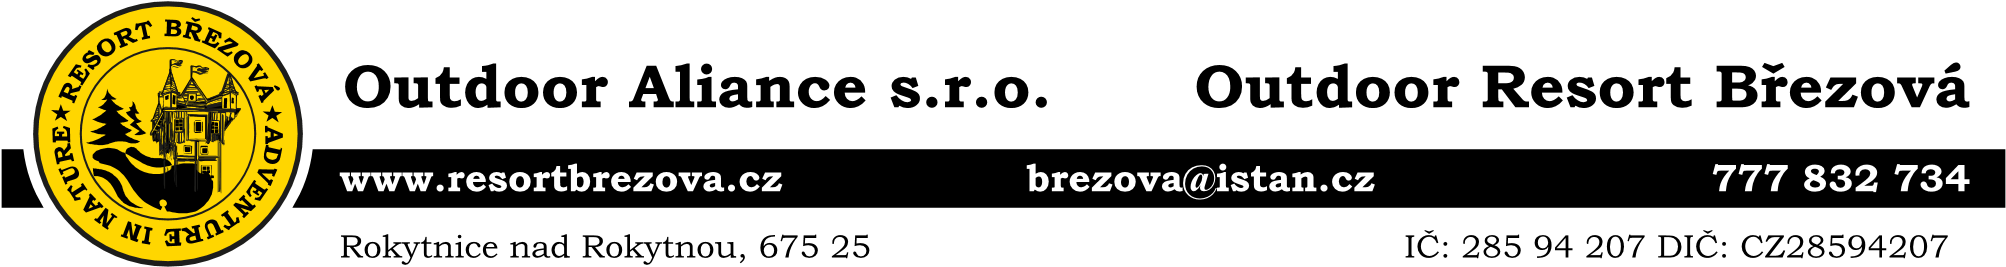 RESORT BŘEZOVÁ ★ ADVENTURE IN NATURE ★
Outdoor Aliance s.r.o. Outdoor Resort Březová
www.resortbrezova.cz brezova@istan.cz 777 832 734
Rokytnice nad Rokytnou, 675 25 IČ: 285 94 207 DIČ: CZ28594207